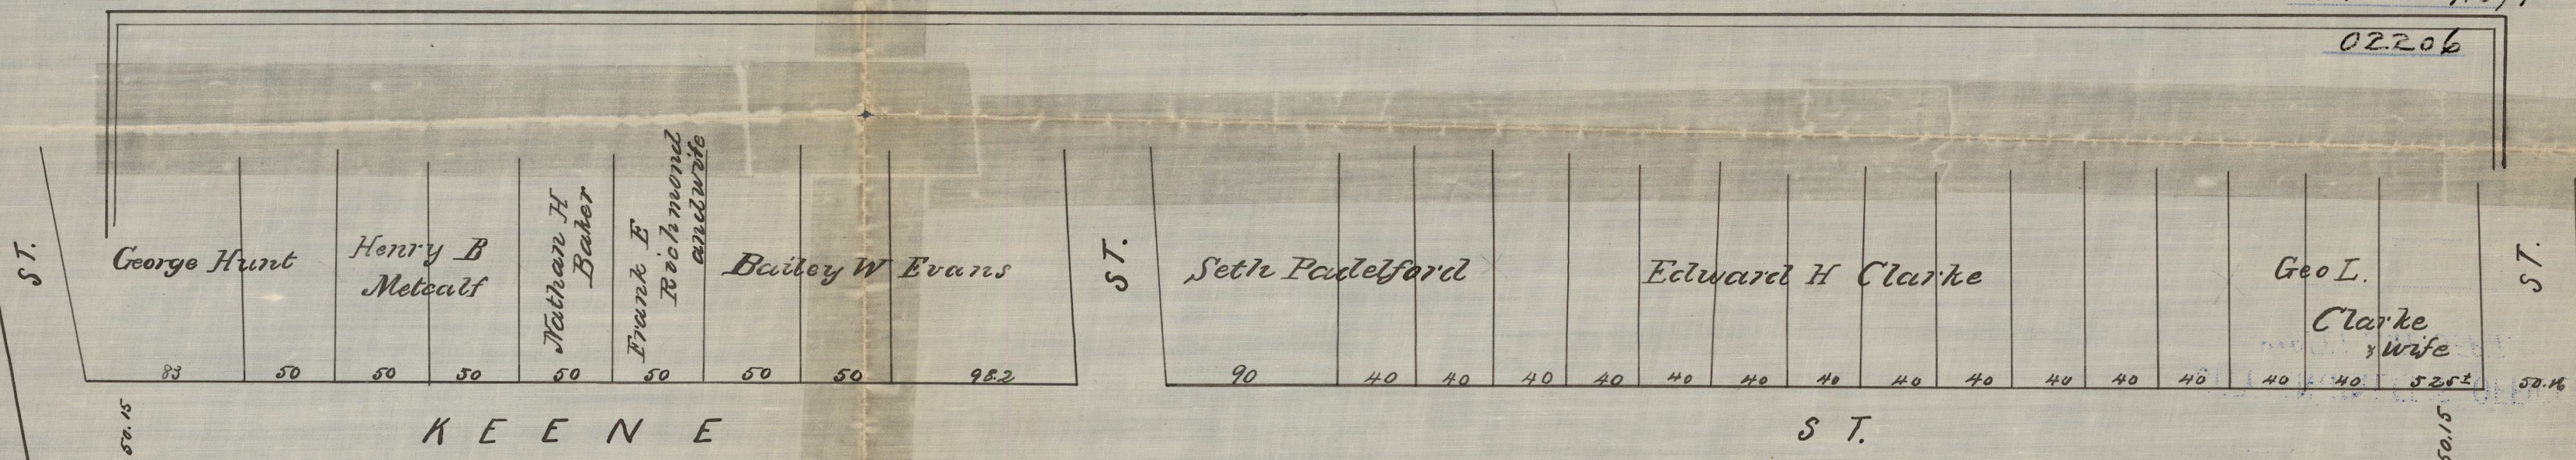 02206
ST.
George Hunt
Henry B
Metcalf
Nathan H
Baker
Frank E
Richmond
and wife
Bailey W Evans
ST.
Seth Padelford
Edward H Clarke
Geo L.
Clarke
& Wife
ST.
83 50 50 50 50 50 50 50 98.2
90 40 40 40 40 40 40 40 40 40 40 40 40 40 40 52.5± 50.16
50.15
KEENE ST.
50.15